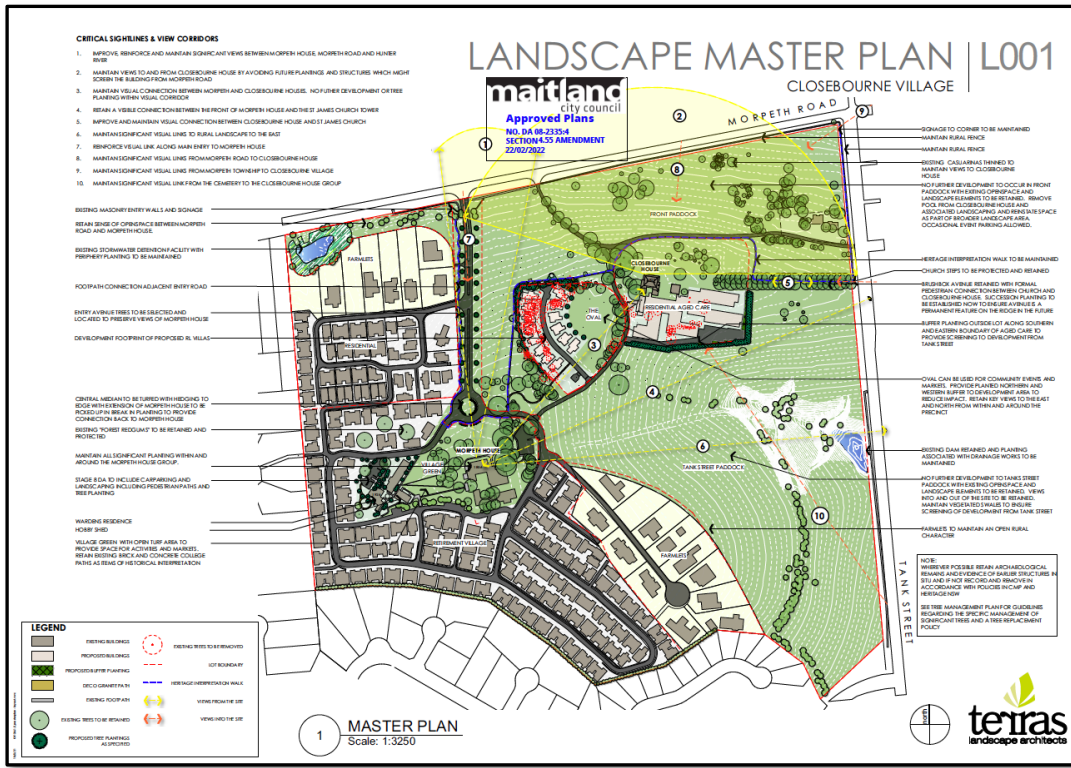 LANDSCAPE MASTER PLAN
L001
CLOSEBOURNE VILLAGE
maitland
city council
Approved Plans
NO. DA 08-2335:4
SECTION 4.55 AMENDMENT
22/02/2022
CRITICAL SIGHTLINES & VIEW CORRIDORS
1. IMPROVE, REINFORCE AND MAINTAIN SIGNIFICANT VIEWS BETWEEN MORPETH HOUSE, MORPETH ROAD AND HUNTER
RIVER
2. MAINTAIN VIEWS TO AND FROM CLOSEBOURNE HOUSE BY AVOIDING FUTURE PLANTINGS AND STRUCTURES WHICH MIGHT
SCREEN THE BUILDING FROM MORPETH ROAD
3. MAINTAIN VISUAL CONNECTION BETWEEN MORPETH AND CLOSEBOURNE HOUSES. NO FUTHER DEVELOPMENT OR TREE
PLANTING WITHIN VISUAL CORRIDOR
4. RETAIN A VISIBLE CONNECTION BETWEEN THE FRONT OF MORPETH HOUSE AND THE ST JAMES CHURCH TOWER
5. IMPROVE AND MAINTAIN VISUAL CONNECTION BETWEEN CLOSEBOURNE HOUSE AND ST JAMES CHURCH
6. MAINTAIN SIGNIFICANT VISUAL LINKS TO RURAL LANDSCAPE TO THE EAST
7. REINFORCE VISUAL LINK ALONG MAIN ENTRY TO MORPETH HOUSE
8. MAINTAIN SIGNIFICANT VISUAL LINKS FROM MORPETH ROAD TO CLOSEBOURNE HOUSE
9. MAINTAIN SIGNIFICANT VISUAL LINKS FROM MORPETH TOWNSHIP TO CLOSEBOURNE VILLAGE
10. MAINTAIN SIGNIFICANT VISUAL LINK FROM THE CEMETERY TO THE CLOSEBOURNE HOUSE GROUP
EXISTING MASONRY ENTRY WALLS AND SIGNAGE
RETAIN SENSE OF OPEN SPACE BETWEEN MORPETH
ROAD AND MORPETH HOUSE.
EXISTING STORMWATER DETENTION FACILITY WITH
PERIPHERY PLANTING TO BE MAINTAINED
FOOTPATH CONNECTION ADJACENT ENTRY ROAD
ENTRY AVENUE TREES TO BE SELECTED AND
LOCATED TO PRESERVE VIEWS OF MORPETH HOUSE
DEVELOPMENT FOOTPRINT OF PROPOSED RL VILLAS
CENTRAL MEDIAN TO BE TURFED WITH HEDGING TO
EDGE WITH EXTENSION OF MORPETH HOUSE TO BE
PICKED UP IN BREAK IN PLANTING TO PROVIDE
CONNECTION BACK TO MORPETH HOUSE
EXISTING 'FOREST REDGUMS' TO BE RETAINED AND
PROTECTED
MAINTAIN ALL SIGNIFICANT PLANTING WITHIN AND
AROUND THE MORPETH HOUSE GROUP.
STAGE 8 DA TO INCLUDE CARPARKING AND
LANDSCAPING INCLUDING PEDESTRIAN PATHS AND
TREE PLANTING
WARDENS RESIDENCE
HOBBY SHED
VILLAGE GREEN WITH OPEN TURF AREA TO
PROVIDE SPACE FOR ACTIVITIES AND MARKETS.
RETAIN EXISTING BRICK AND CONCRETE COLLEGE
PATHS AS ITEMS OF HISTORICAL INTERPRETATION
MORPETH ROAD
1
2
9
8
7
5
3
4
6
10
FARMLETS
FRONT PADDOCK
CLOSEBOURNE
HOUSE
RESIDENTIAL AGED CARE
THE
OVAL
RESIDENTIAL
MORPETH HOUSE
VILLAGE
GREEN
TANK STREET PADDOCK
RETIREMENT VILLAGE
FARMLETS
TANK STREET
SIGNAGE TO CORNER TO BE MAINTAINED
MAINTAIN RURAL FENCE
MAINTAIN RURAL FENCE
EXISTING CASUARINAS THINNED TO
MAINTAIN VIEWS TO CLOSEBOURNE
HOUSE
NO FURTHER DEVELOPMENT TO OCCUR IN FRONT
PADDOCK WITH EXITING OPENSPACE AND
LANDSCAPE ELEMENTS TO BE RETAINED. REMOVE
POOL FROM CLOSEBOURNE HOUSE AND
ASSOCIATED LANDSCAPING AND REINSTATE SPACE
AS PART OF BROADER LANDSCAPE AREA.
OCCASIONAL EVENT PARKING ALLOWED.
HERITAGE INTERPRETATION WALK TO BE MAINTAINED
CHURCH STEPS TO BE PROTECTED AND RETAINED
BRUSHBOX AVENUE RETAINED WITH FORMAL
PEDESTRIAN CONNECTION BETWEEN CHURCH AND
CLOSEBOURNE HOUSE. SUCCESSION PLANTING TO
BE ESTABLISHED NOW TO ENSURE AVENUE IS A
PERMANENT FEATURE ON THE RIDGE IN THE FUTURE
BUFFER PLANTING OUTSIDE LOT ALONG SOUTHERN
AND EASTERN BOUNDARY OF AGED CARE TO
PROVIDE SCREENING TO DEVELOPMENT FROM
TANK STREET
OVAL CAN BE USED FOR COMMUNITY EVENTS AND
MARKETS. PROVIDE PLANTED NORTHERN AND
WESTERN BUFFER TO DEVELOPMENT AREA TO
REDUCE IMPACT. RETAIN KEY VIEWS TO THE EAST
AND NORTH FROM WITHIN AND AROUND THE
PRECINCT
EXISTING DAM RETAINED AND PLANTING
ASSOCIATED WITH DRAINAGE WORKS TO BE
MAINTAINED
NO FURTHER DEVELOPMENT TO TANKS STREET
PADDOCK WITH EXISTING OPENSPACE AND
LANDSCAPE ELEMENTS TO BE RETAINED. VIEWS
INTO AND OUT OF THE SITE TO BE RETAINED.
MAINTAIN VEGETATED SWALES TO ENSURE
SCREENING OF DEVELOPMENT FROM TANK STREET
FARMLETS TO MAINTAIN AN OPEN RURAL
CHARACTER
NOTE:
WHEREVER POSSIBLE RETAIN ARCHAEOLOGICAL
REMAINS AND EVIDENCE OF EARLIER STRUCTURES IN
SITU AND IF NOT RECORD AND REMOVE IN
ACCORDANCE WITH POLICIES IN CMP AND
HERITAGE NSW
SEE TREE MANAGEMENT PLAN FOR GUIDELINES
REGARDING THE SPECIFIC MANAGEMENT OF
SIGNIFICANT TREES AND A TREE REPLACEMENT
POLICY
LEGEND
EXISTING BUILDINGS
PROPOSED BUILDINGS
PROPOSED BUFFER PLANTING
DECO GRANITE PATH
EXISTING FOOTPATH
EXISTING TREES TO BE RETAINED
PROPOSED TREE PLANTINGS
AS SPECIFIED
EXISTING TREES TO BE REMOVED
LOT BOUNDARY
HERITAGE INTERPRETATION WALK
VIEWS FROM THE SITE
VIEWS INTO THE SITE
1
MASTER PLAN
Scale: 1:3250
north
terras
landscape architects